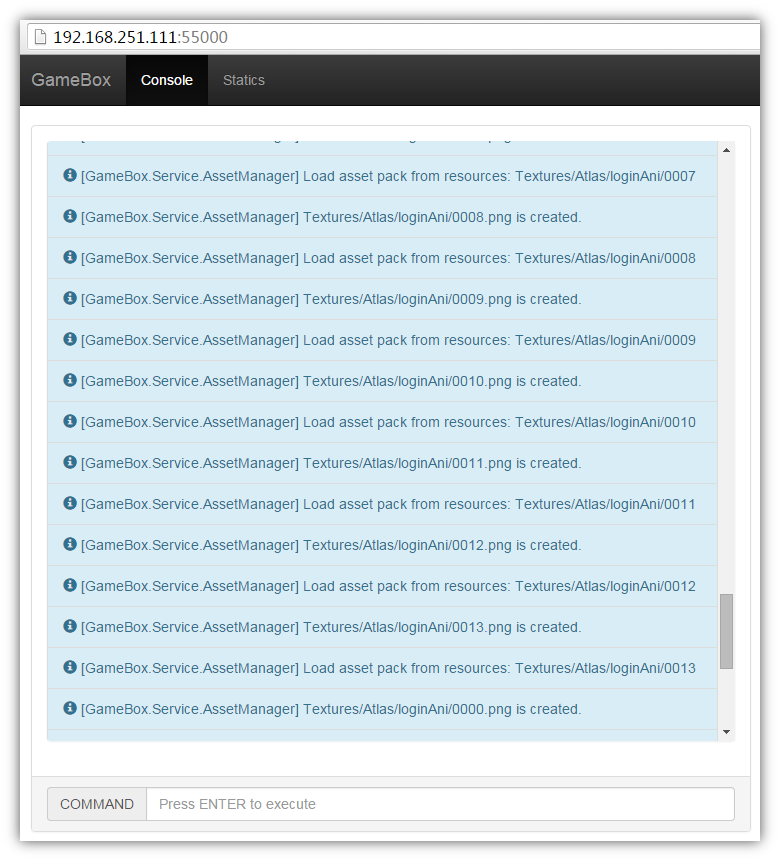 192.168.251.111:55000
GameBox Console Statics
[GameBox.Service.AssetManager] Load asset pack from resources: Textures/Atlas/loginAni/0007
[GameBox.Service.AssetManager] Textures/Atlas/loginAni/0008.png is created.
[GameBox.Service.AssetManager] Load asset pack from resources: Textures/Atlas/loginAni/0008
[GameBox.Service.AssetManager] Textures/Atlas/loginAni/0009.png is created.
[GameBox.Service.AssetManager] Load asset pack from resources: Textures/Atlas/loginAni/0009
[GameBox.Service.AssetManager] Textures/Atlas/loginAni/0010.png is created.
[GameBox.Service.AssetManager] Load asset pack from resources: Textures/Atlas/loginAni/0010
[GameBox.Service.AssetManager] Textures/Atlas/loginAni/0011.png is created.
[GameBox.Service.AssetManager] Load asset pack from resources: Textures/Atlas/loginAni/0011
[GameBox.Service.AssetManager] Textures/Atlas/loginAni/0012.png is created.
[GameBox.Service.AssetManager] Load asset pack from resources: Textures/Atlas/loginAni/0012
[GameBox.Service.AssetManager] Textures/Atlas/loginAni/0013.png is created.
[GameBox.Service.AssetManager] Load asset pack from resources: Textures/Atlas/loginAni/0013
[GameBox.Service.AssetManager] Textures/Atlas/loginAni/0000.png is created.
COMMAND Press ENTER to execute